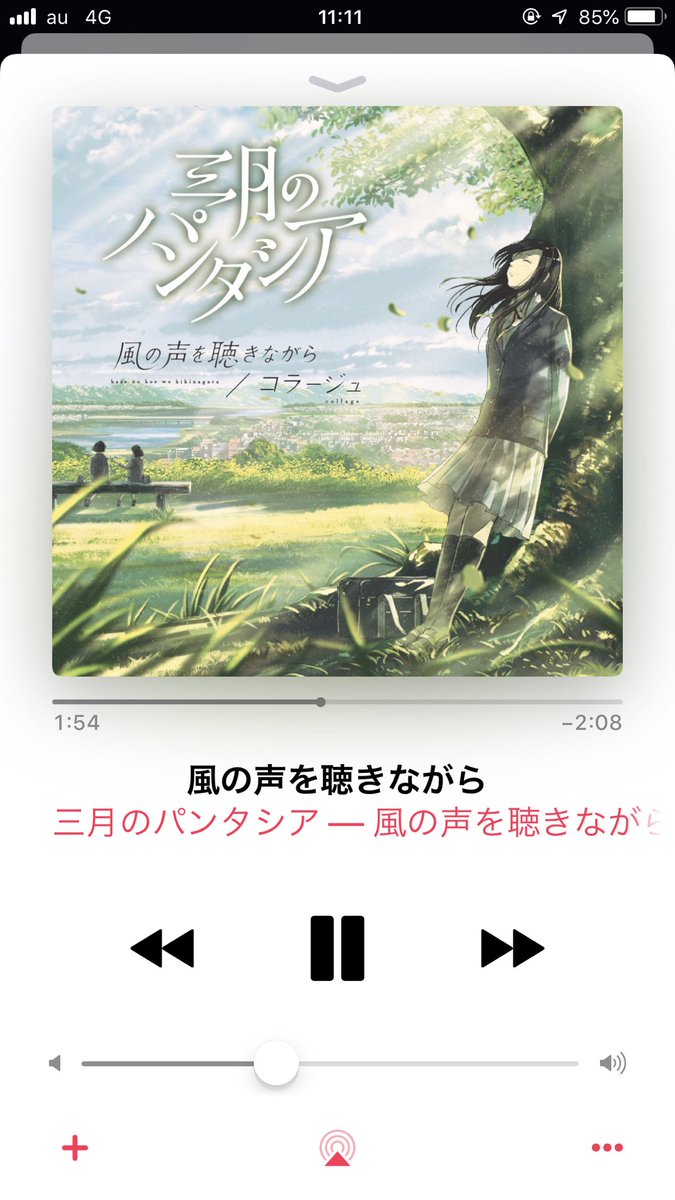 au 4G 11:11 85%
三月の
パンタシア
風の声を聴きながら
kaze no koe wo kikinagara
／コラージュ
collage
1:54 −2:08
風の声を聴きながら
三月のパンタシア — 風の声を聴きながら